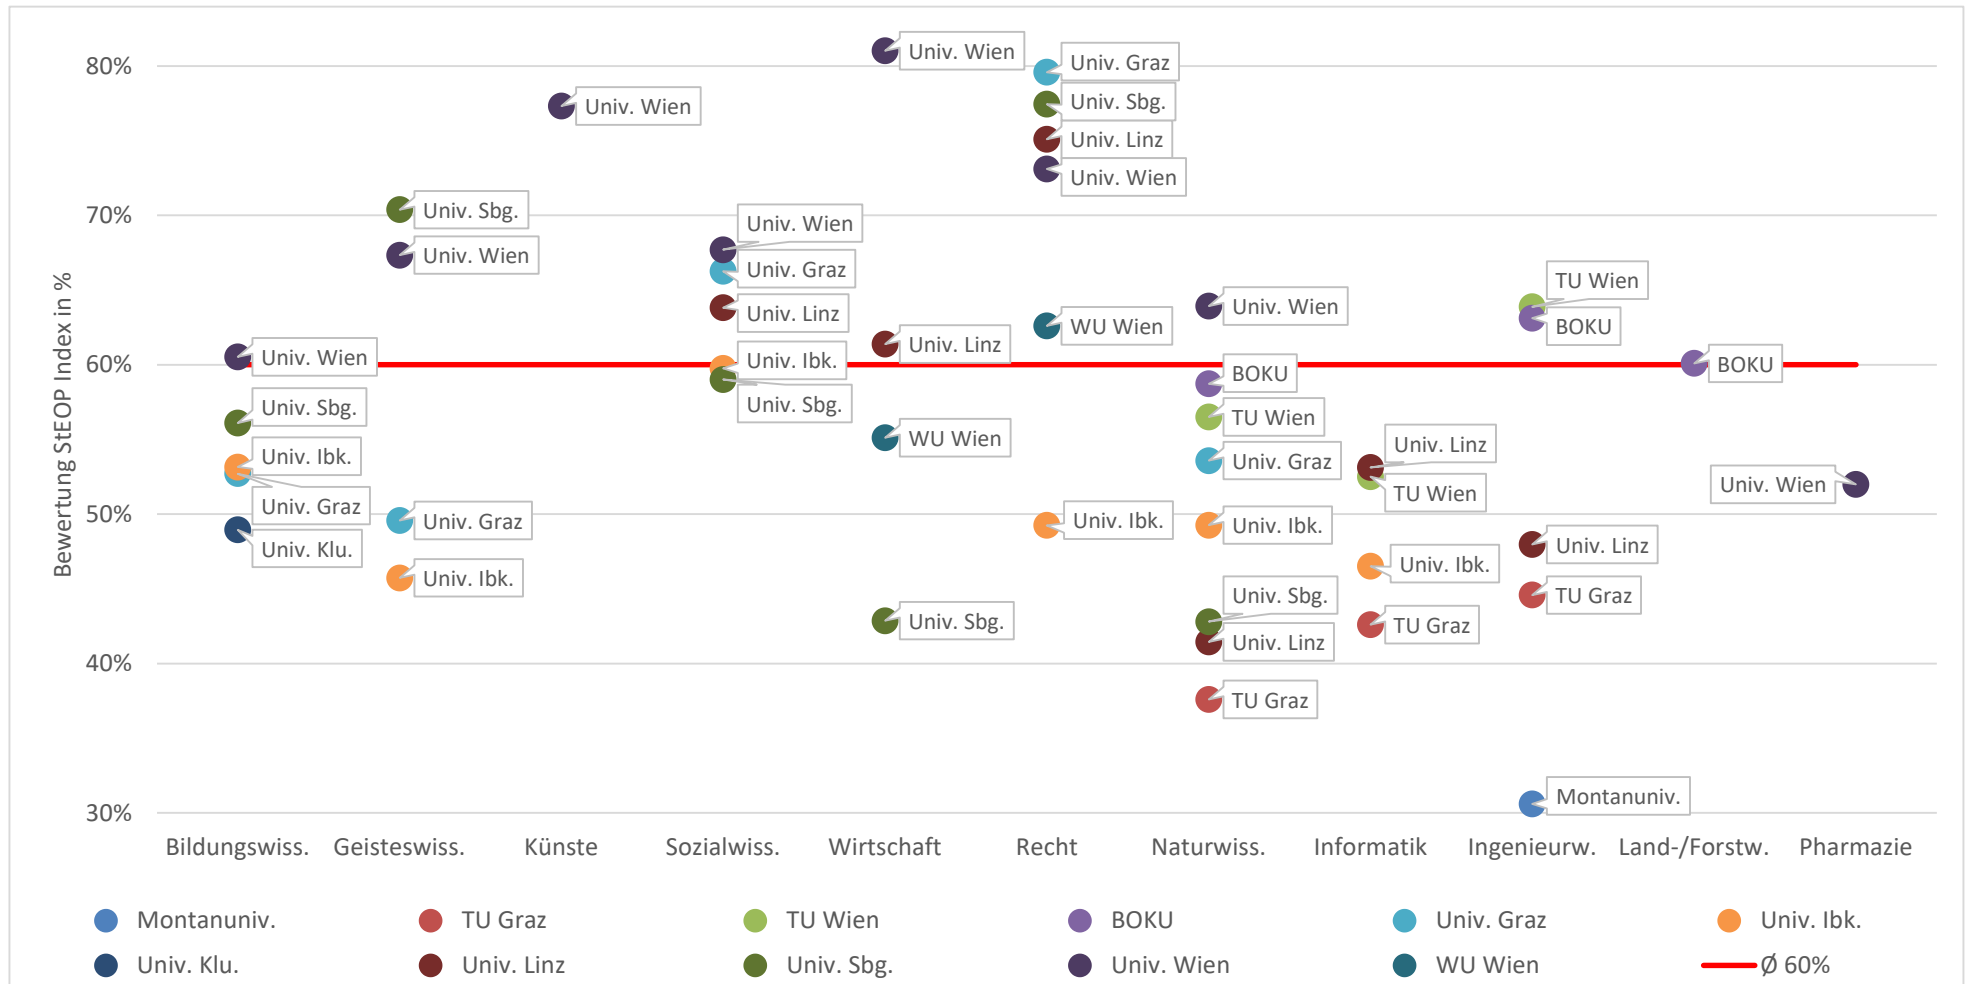 Bewertung StEOP Index in %
80%
70%
60%
50%
40%
30%
Univ. Wien
Univ. Sbg.
Univ. Ibk.
Univ. Graz
Univ. Klu.
Univ. Sbg.
Univ. Wien
Univ. Graz
Univ. Ibk.
Univ. Wien
Univ. Wien
Univ. Graz
Univ. Linz
Univ. Ibk.
Univ. Sbg.
Univ. Wien
Univ. Linz
WU Wien
Univ. Sbg.
Univ. Graz
Univ. Sbg.
Univ. Linz
Univ. Wien
WU Wien
Univ. Ibk.
Univ. Wien
BOKU
TU Wien
Univ. Graz
Univ. Ibk.
Univ. Sbg.
Univ. Linz
TU Graz
Univ. Linz
TU Wien
Univ. Ibk.
TU Graz
TU Wien
BOKU
Univ. Linz
TU Graz
Montanuniv.
BOKU
Univ. Wien
Bildungswiss. Geisteswiss. Künste Sozialwiss. Wirtschaft Recht Naturwiss. Informatik Ingenieurw. Land-/Forstw. Pharmazie
Montanuniv. TU Graz TU Wien BOKU Univ. Graz Univ. Ibk.
Univ. Klu. Univ. Linz Univ. Sbg. Univ. Wien WU Wien Ø 60%